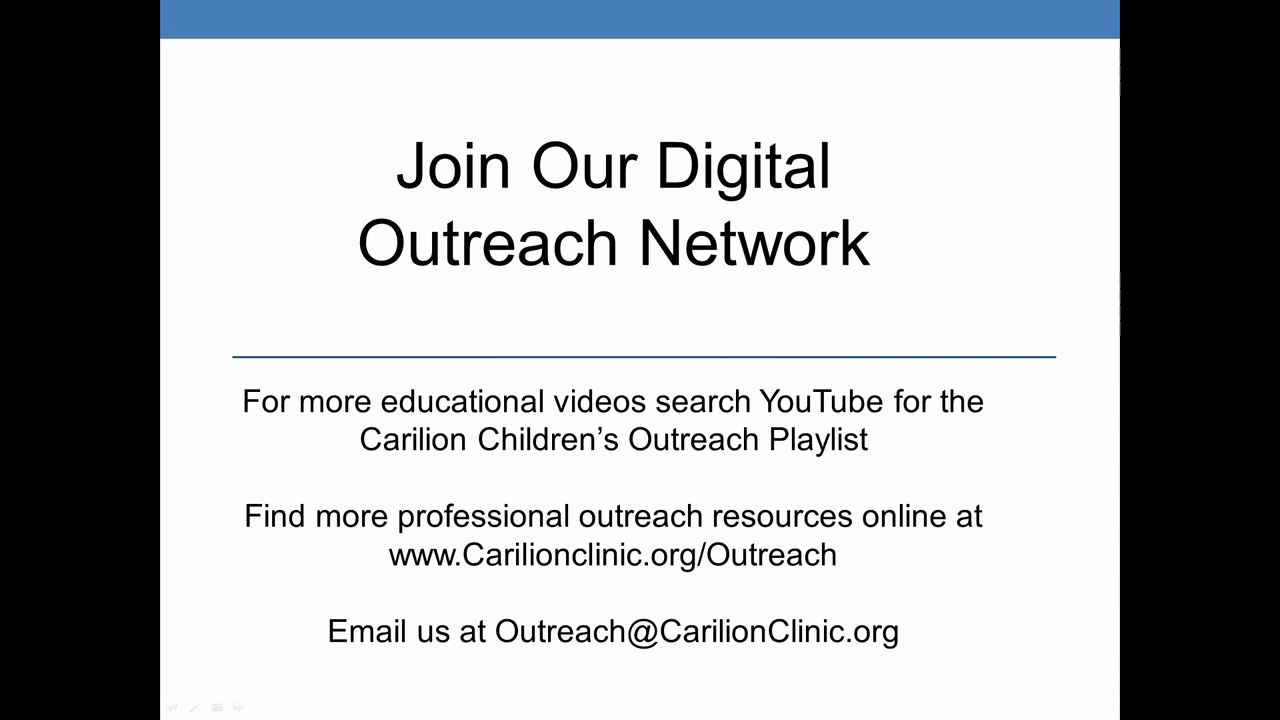 Join Our Digital
Outreach Network
For more educational videos search YouTube for the
Carilion Children’s Outreach Playlist
Find more professional outreach resources online at
www.Carilionclinic.org/Outreach
Email us at Outreach@CarilionClinic.org